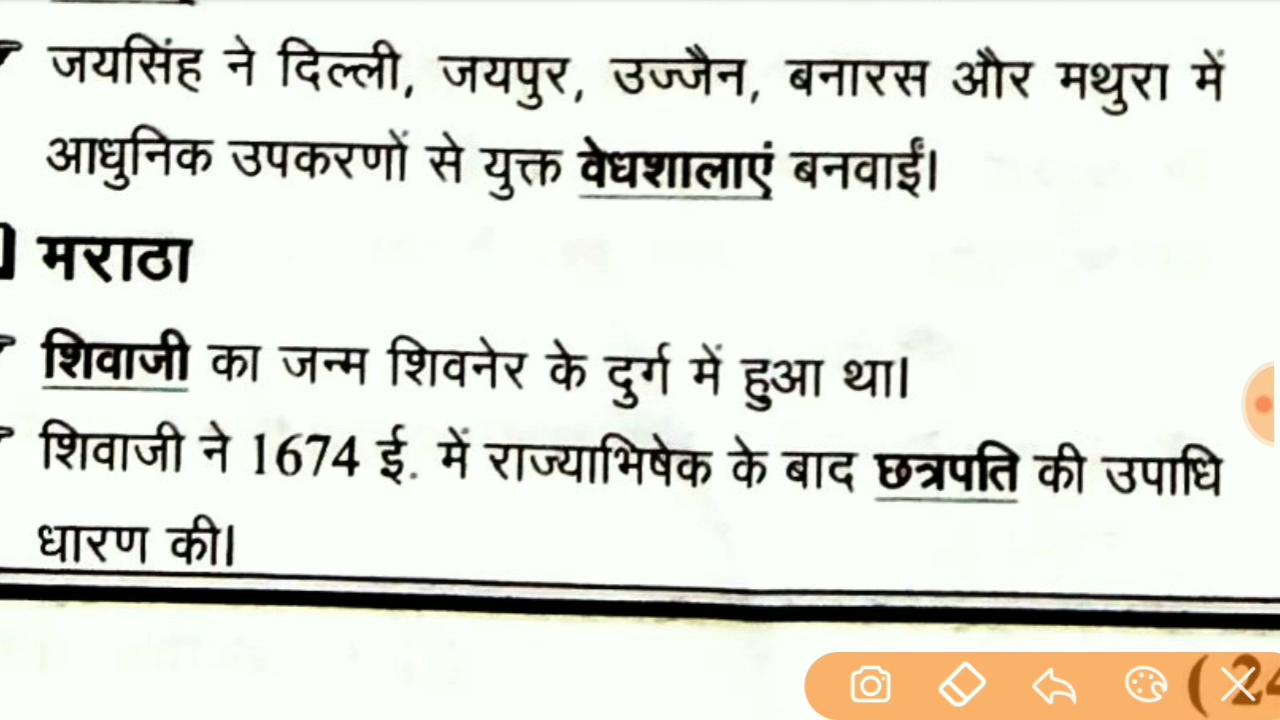 जयसिंह ने दिल्ली, जयपुर, उज्जैन, बनारस और मथुरा में
आधुनिक उपकरणों से युक्त वेधशालाएं बनवाईं।
मराठा
शिवाजी का जन्म शिवनेर के दुर्ग में हुआ था।
शिवाजी ने 1674 ई. में राज्याभिषेक के बाद छत्रपति की उपाधि
धारण की।